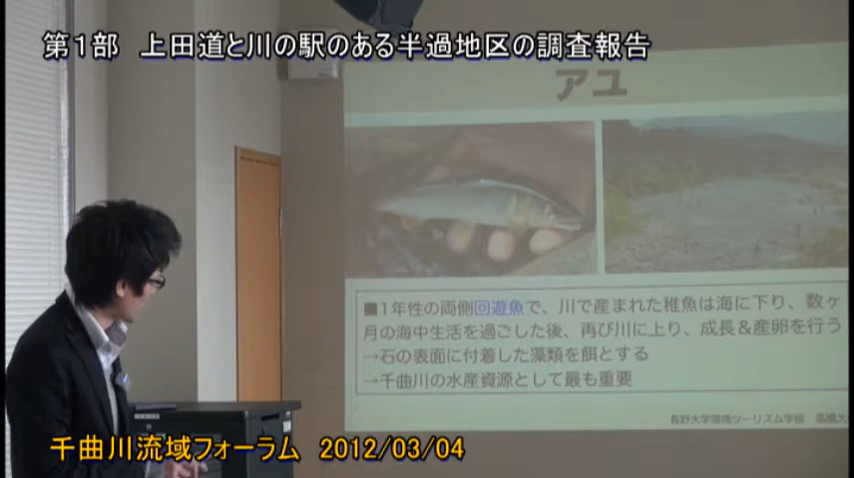 第1部 上田道と川の駅のある半過地区の調査報告
アユ
■1年性の両側回遊魚で、川で産まれた稚魚は海に下り、数ヶ
月の海中生活を過ごした後、再び川に上り、成長＆産卵を行う
→石の表面に付着した藻類を餌とする
→千曲川の水産資源として最も重要
長野大学環境ツーリズム学部 高橋大
千曲川流域フォーラム 2012/03/04